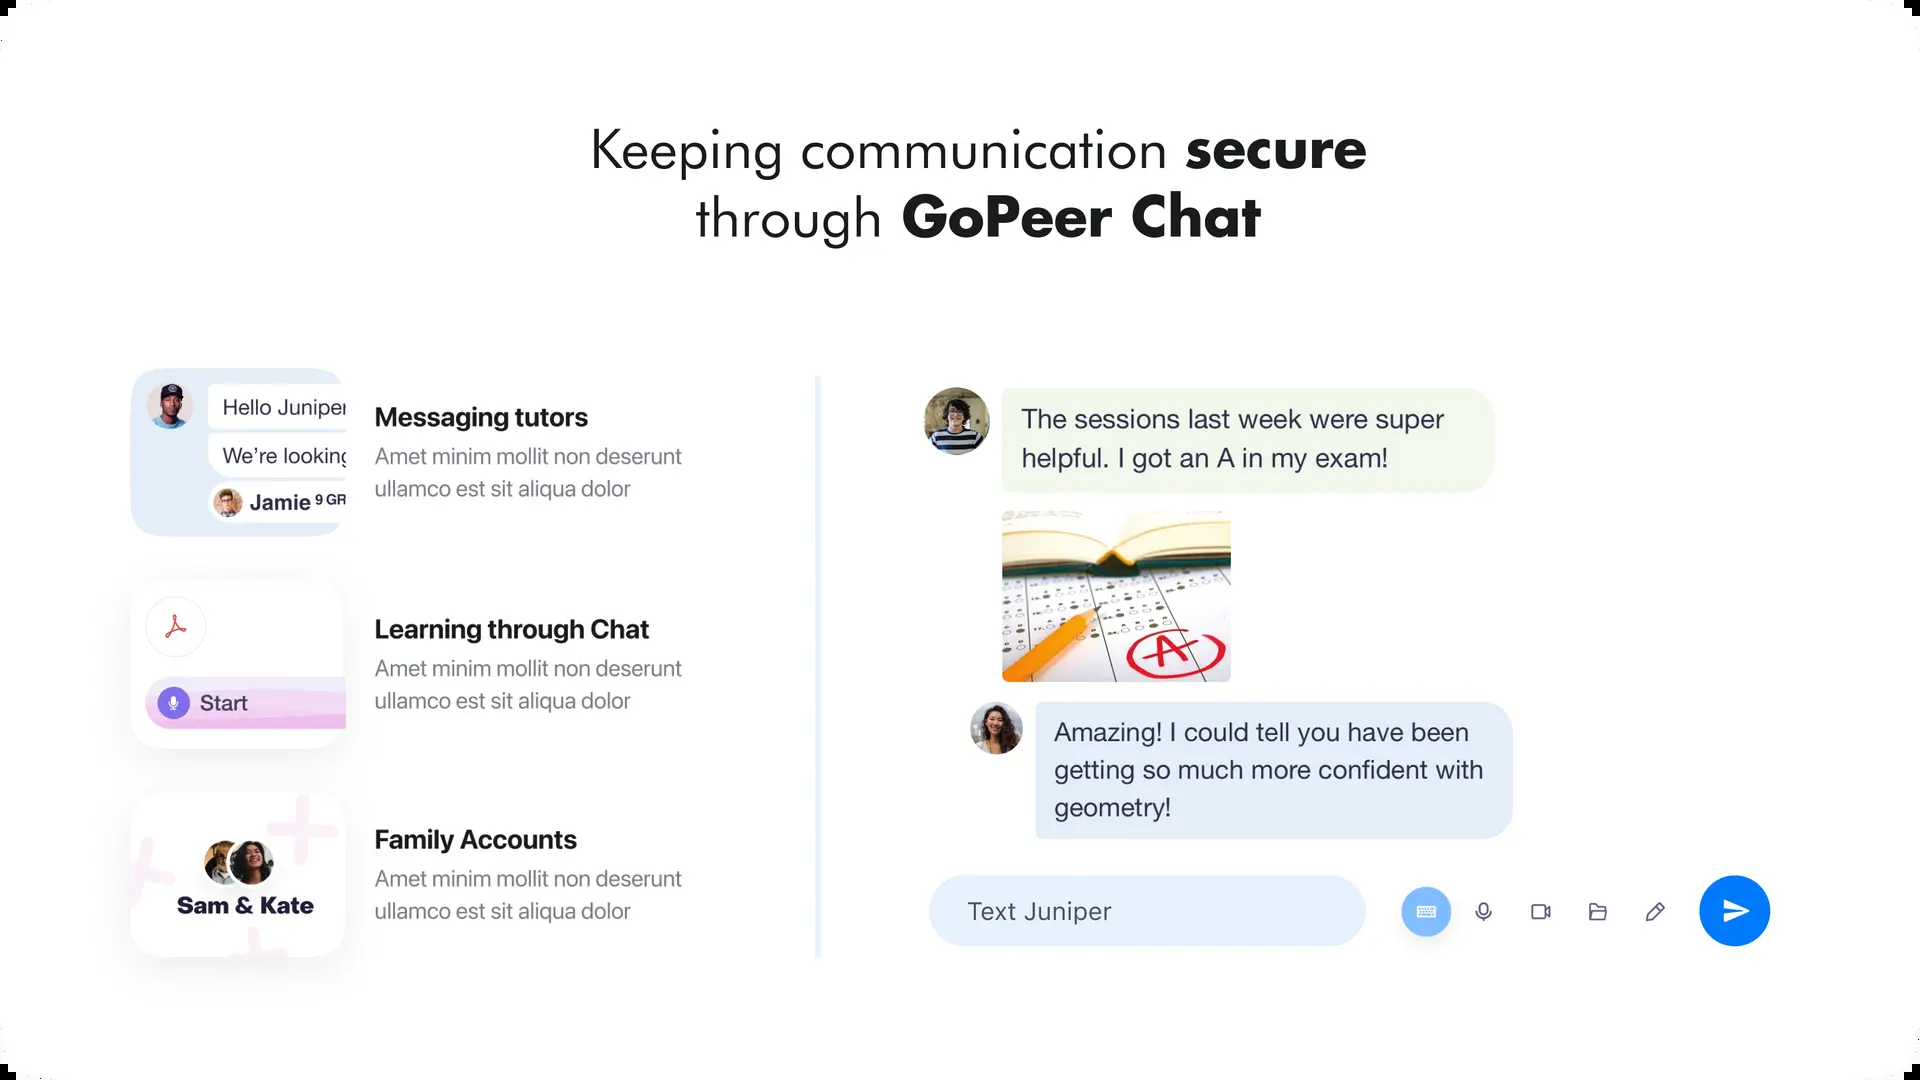 Keeping communication secure
through GoPeer Chat
Hello Juniper
We're looking
Jamie 9 GR
Messaging tutors
Amet minim mollit non deserunt
ullamco est sit aliqua dolor
Start
Learning through Chat
Amet minim mollit non deserunt
ullamco est sit aliqua dolor
Sam & Kate
Family Accounts
Amet minim mollit non deserunt
ullamco est sit aliqua dolor
The sessions last week were super
helpful. I got an A in my exam!
A
Amazing! I could tell you have been
getting so much more confident with
geometry!
Text Juniper